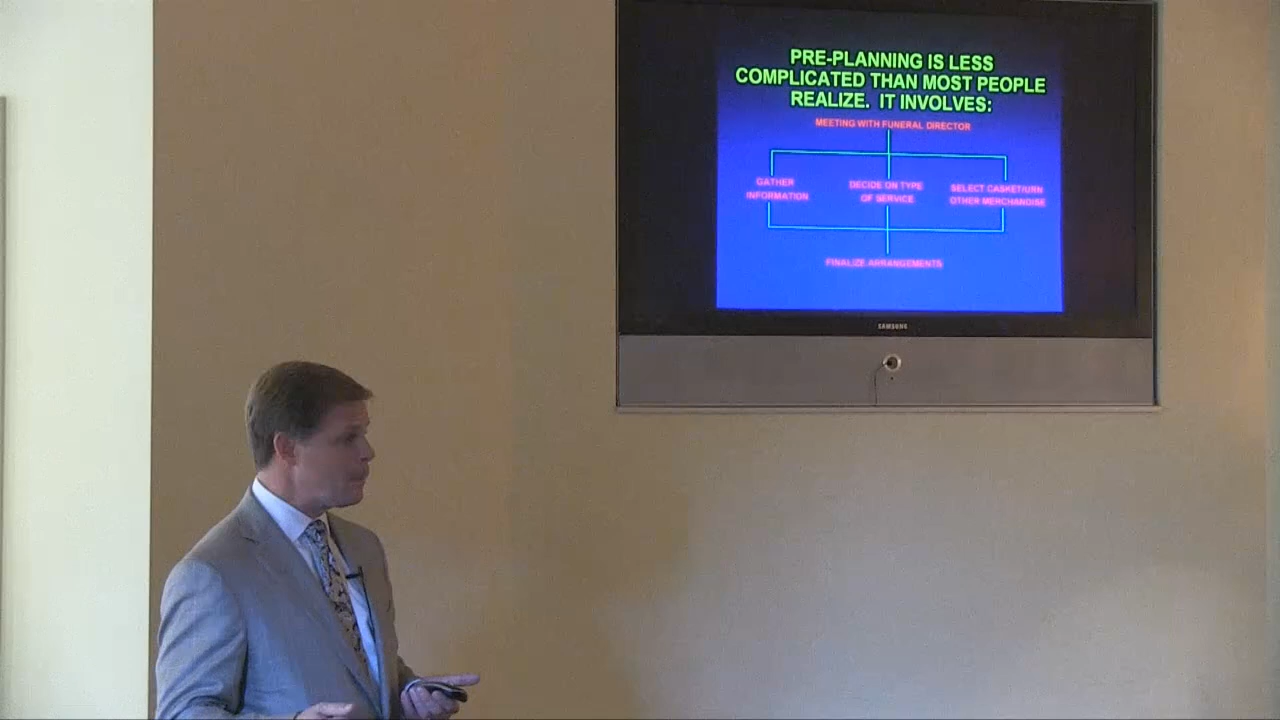 PRE-PLANNING IS LESS
COMPLICATED THAN MOST PEOPLE
REALIZE. IT INVOLVES:
MEETING WITH FUNERAL DIRECTOR
GATHER
INFORMATION
DECIDE ON TYPE
OF SERVICE
SELECT CASKET/URN
OTHER MERCHANDISE
FINALIZE ARRANGEMENTS
SAMSUNG